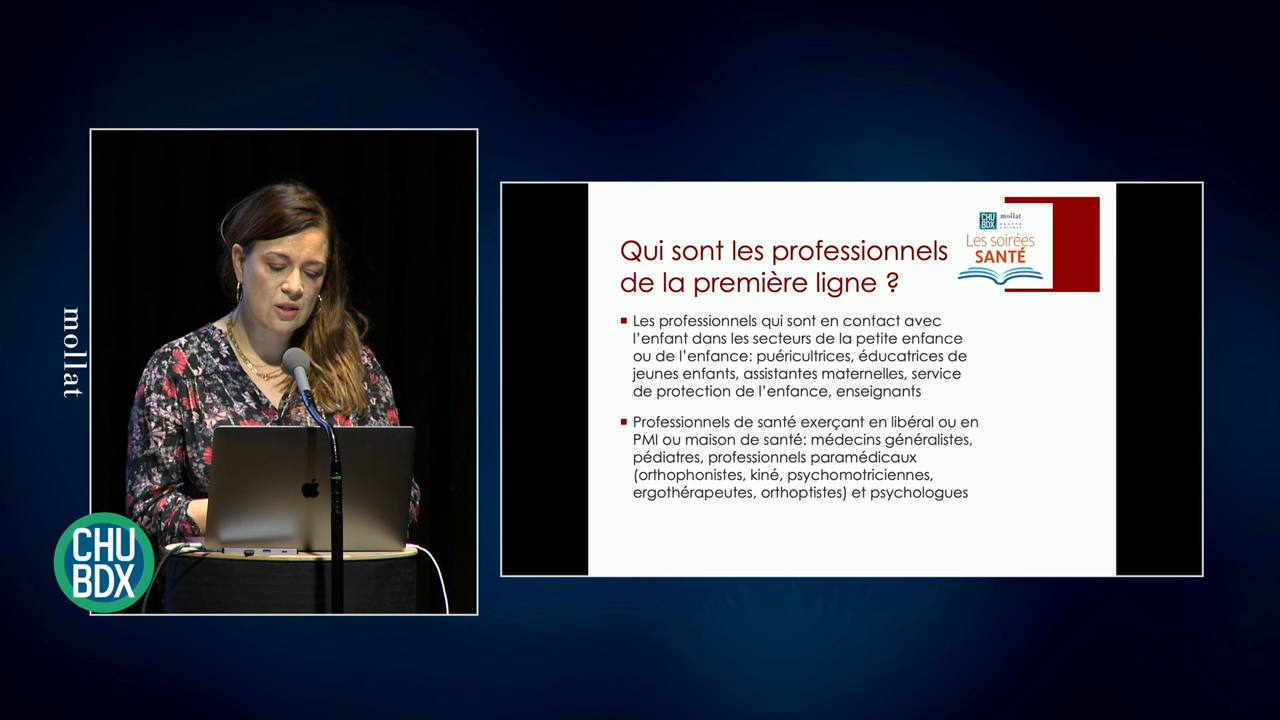 mollat
CHU
BDX
CHU
BDX
mollat
Les soirées
SANTÉ
Qui sont les professionnels
de la première ligne ?
Les professionnels qui sont en contact avec
l'enfant dans les secteurs de la petite enfance
ou de l'enfance: puéricultrices, éducatrices de
jeunes enfants, assistantes maternelles, service
de protection de l'enfance, enseignants
Professionnels de santé exerçant en libéral ou en
PMI ou maison de santé: médecins généralistes,
pédiatres, professionnels paramédicaux
(orthophonistes, kiné, psychomotriciennes,
ergothérapeutes, orthoptistes) et psychologues